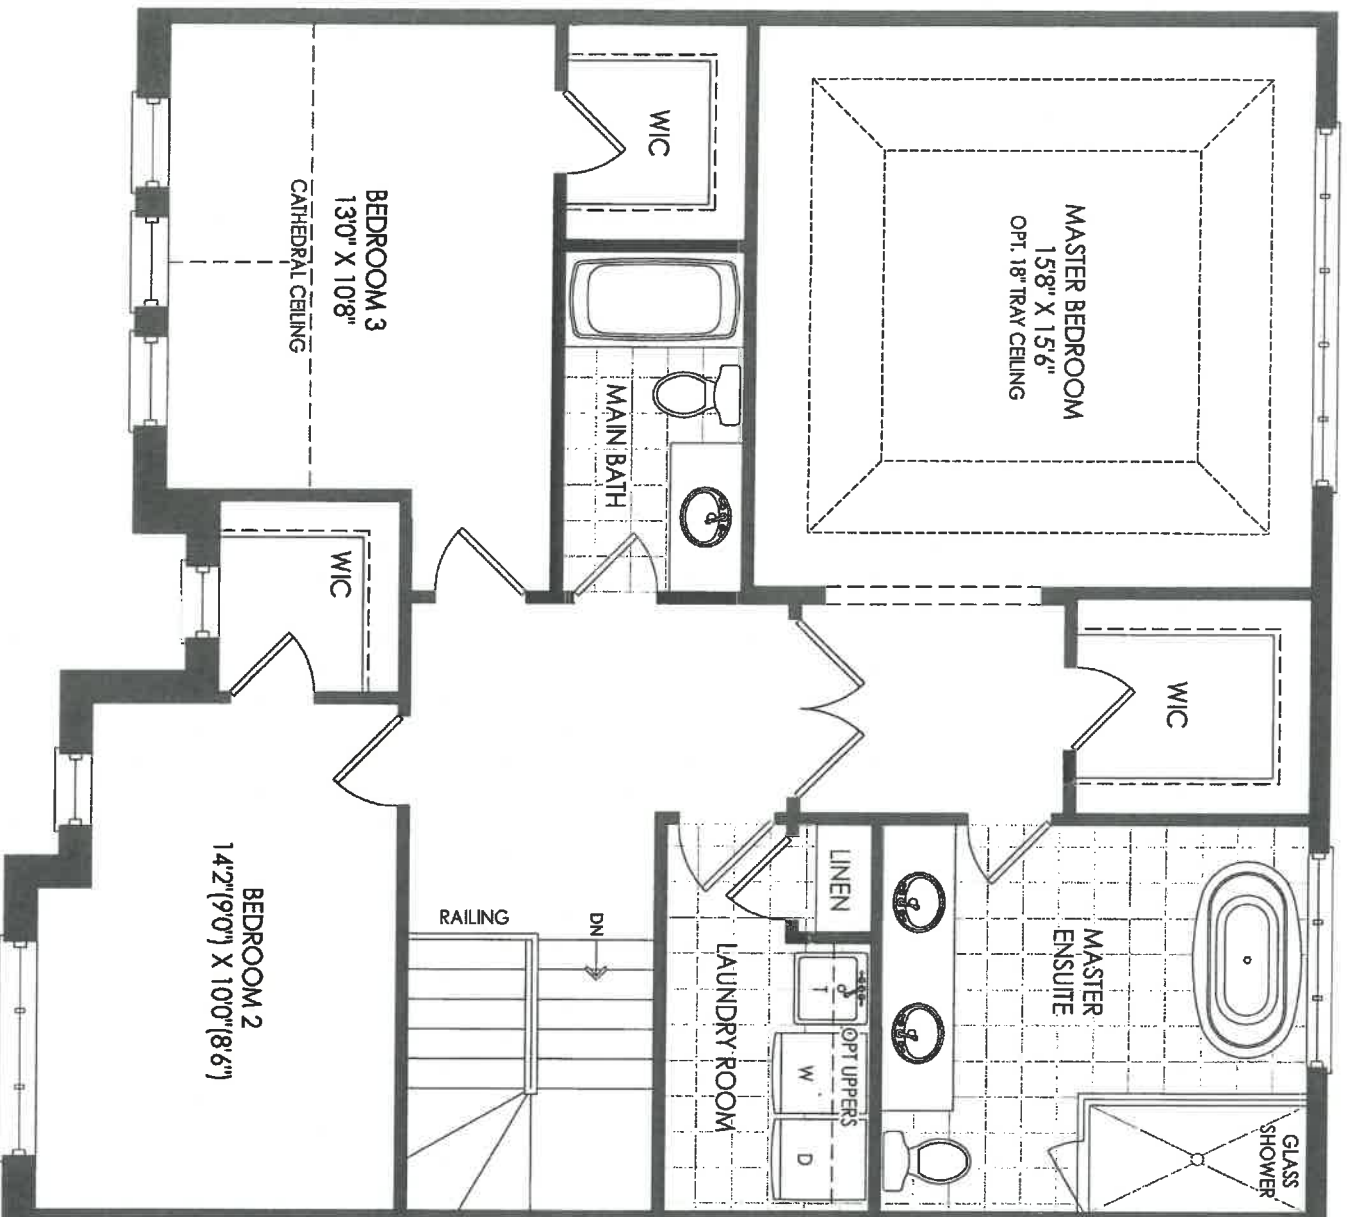 MASTER BEDROOM
15'8" X 15'6"
OPT. 18" TRAY CEILING
WIC
WIC
BEDROOM 3
13'0" X 10'8"
CATHEDRAL CEILING
MAIN BATH
WIC
MASTER
ENSUITE
GLASS
SHOWER
LINEN
LAUNDRY ROOM
OPT UPPERS
T
W
D
DN
RAILING
BEDROOM 2
14'2"(9'0") X 10'0"(8'6")